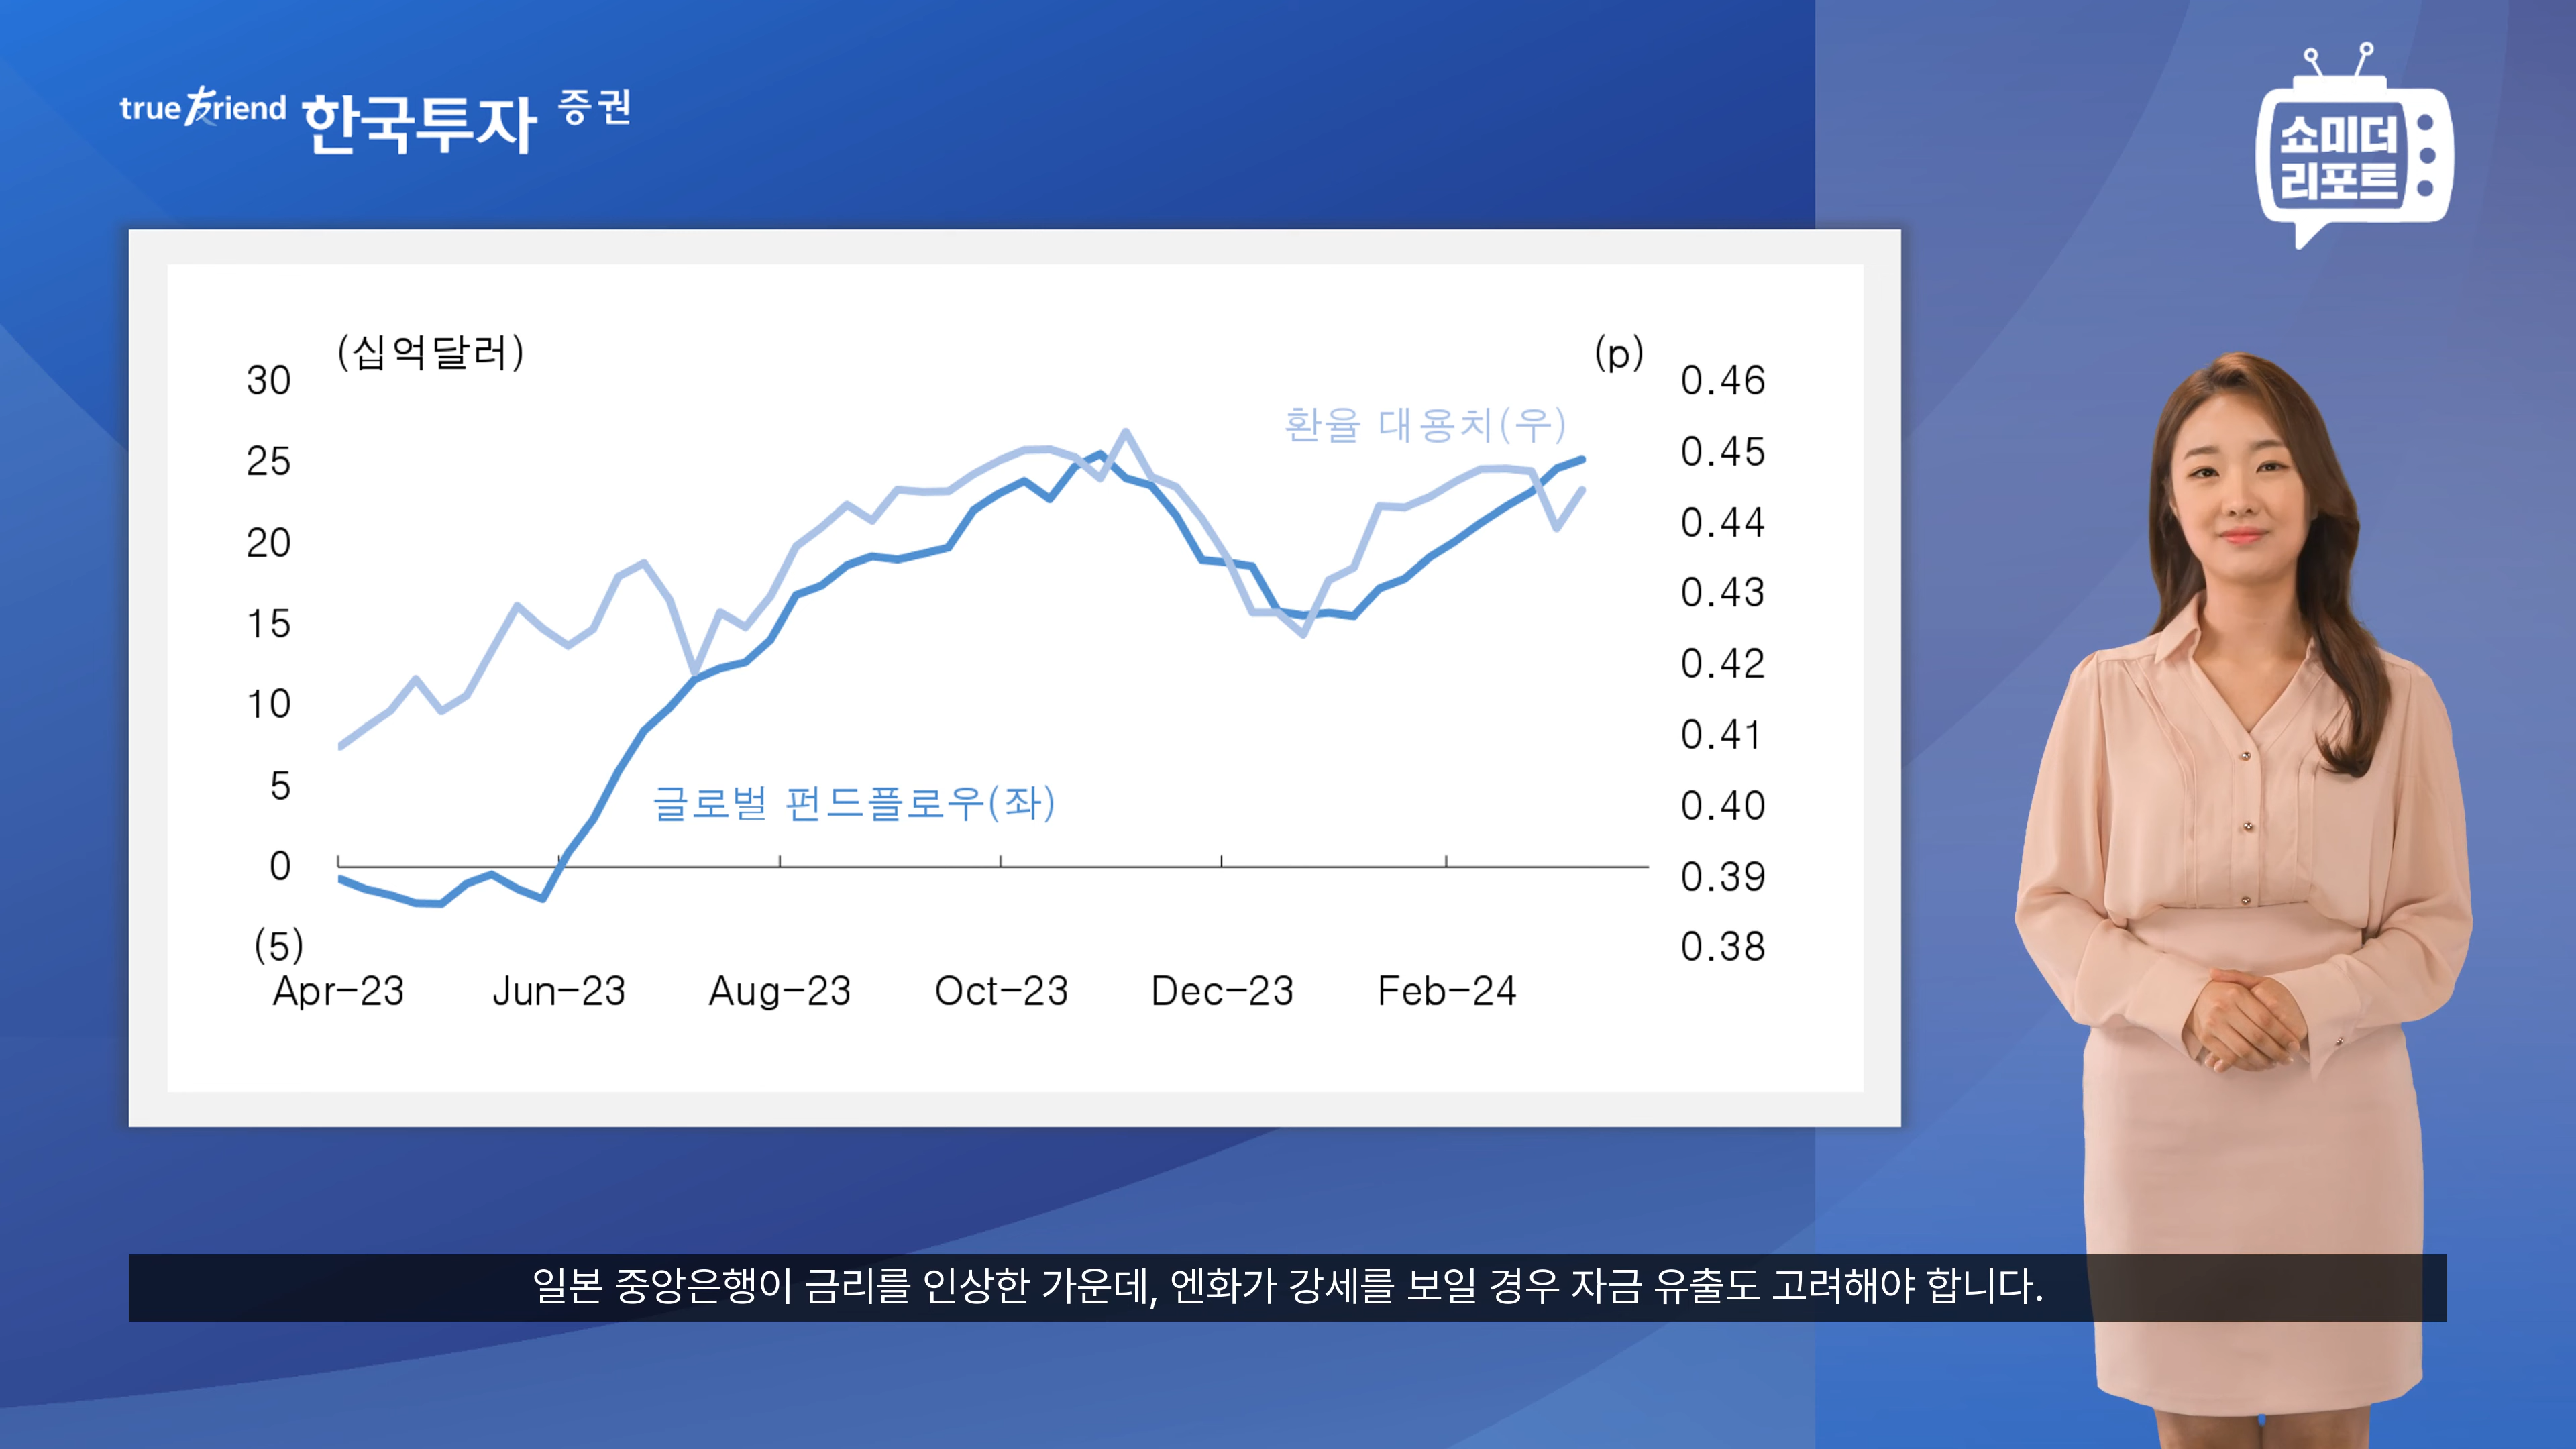 true friend 한국투자 증권
쇼미더
리포트
(십억달러)
(p)
30
25
20
15
10
5
0
(5)
0.46
0.45
0.44
0.43
0.42
0.41
0.40
0.39
0.38
환율 대용치(우)
글로벌 펀드플로우(좌)
Apr-23 Jun-23 Aug-23 Oct-23 Dec-23 Feb-24
일본 중앙은행이 금리를 인상한 가운데, 엔화가 강세를 보일 경우 자금 유출도 고려해야 합니다.